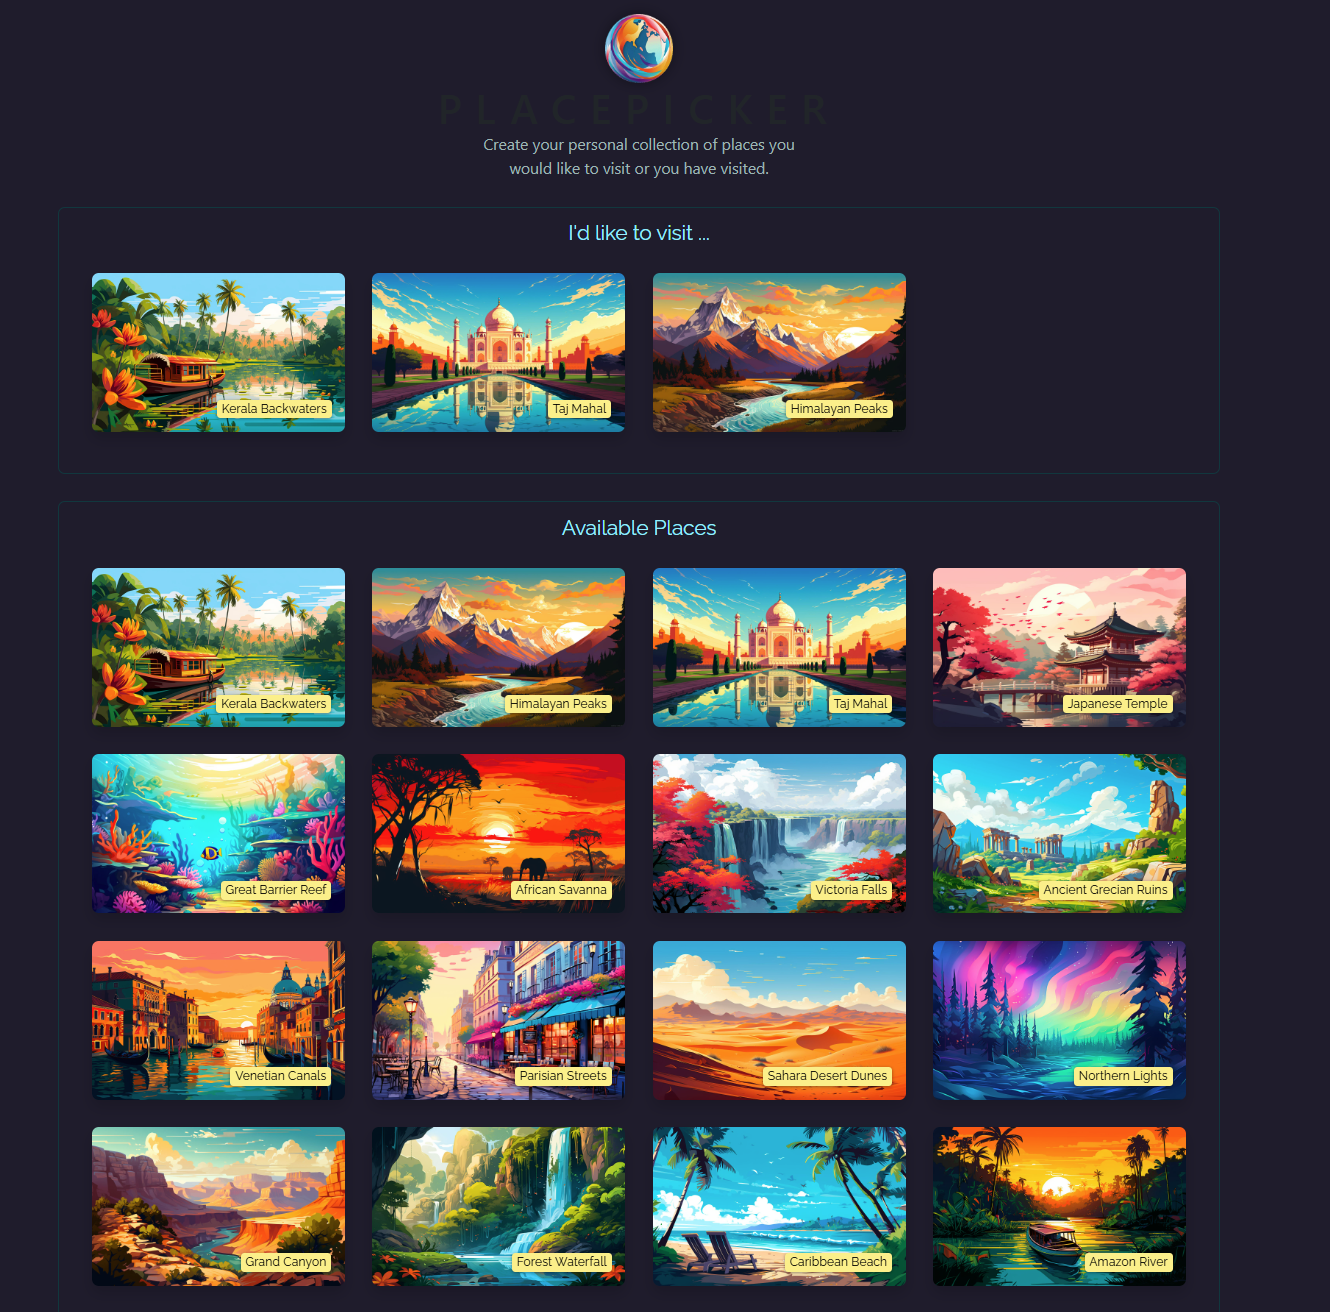 PLACEPICKER
Create your personal collection of places you
would like to visit or you have visited.
I'd like to visit ...
Kerala Backwaters
Taj Mahal
Himalayan Peaks
Available Places
Kerala Backwaters
Himalayan Peaks
Taj Mahal
Japanese Temple
Great Barrier Reef
African Savanna
Victoria Falls
Ancient Grecian Ruins
Venetian Canals
Parisian Streets
Sahara Desert Dunes
Northern Lights
Grand Canyon
Forest Waterfall
Caribbean Beach
Amazon River